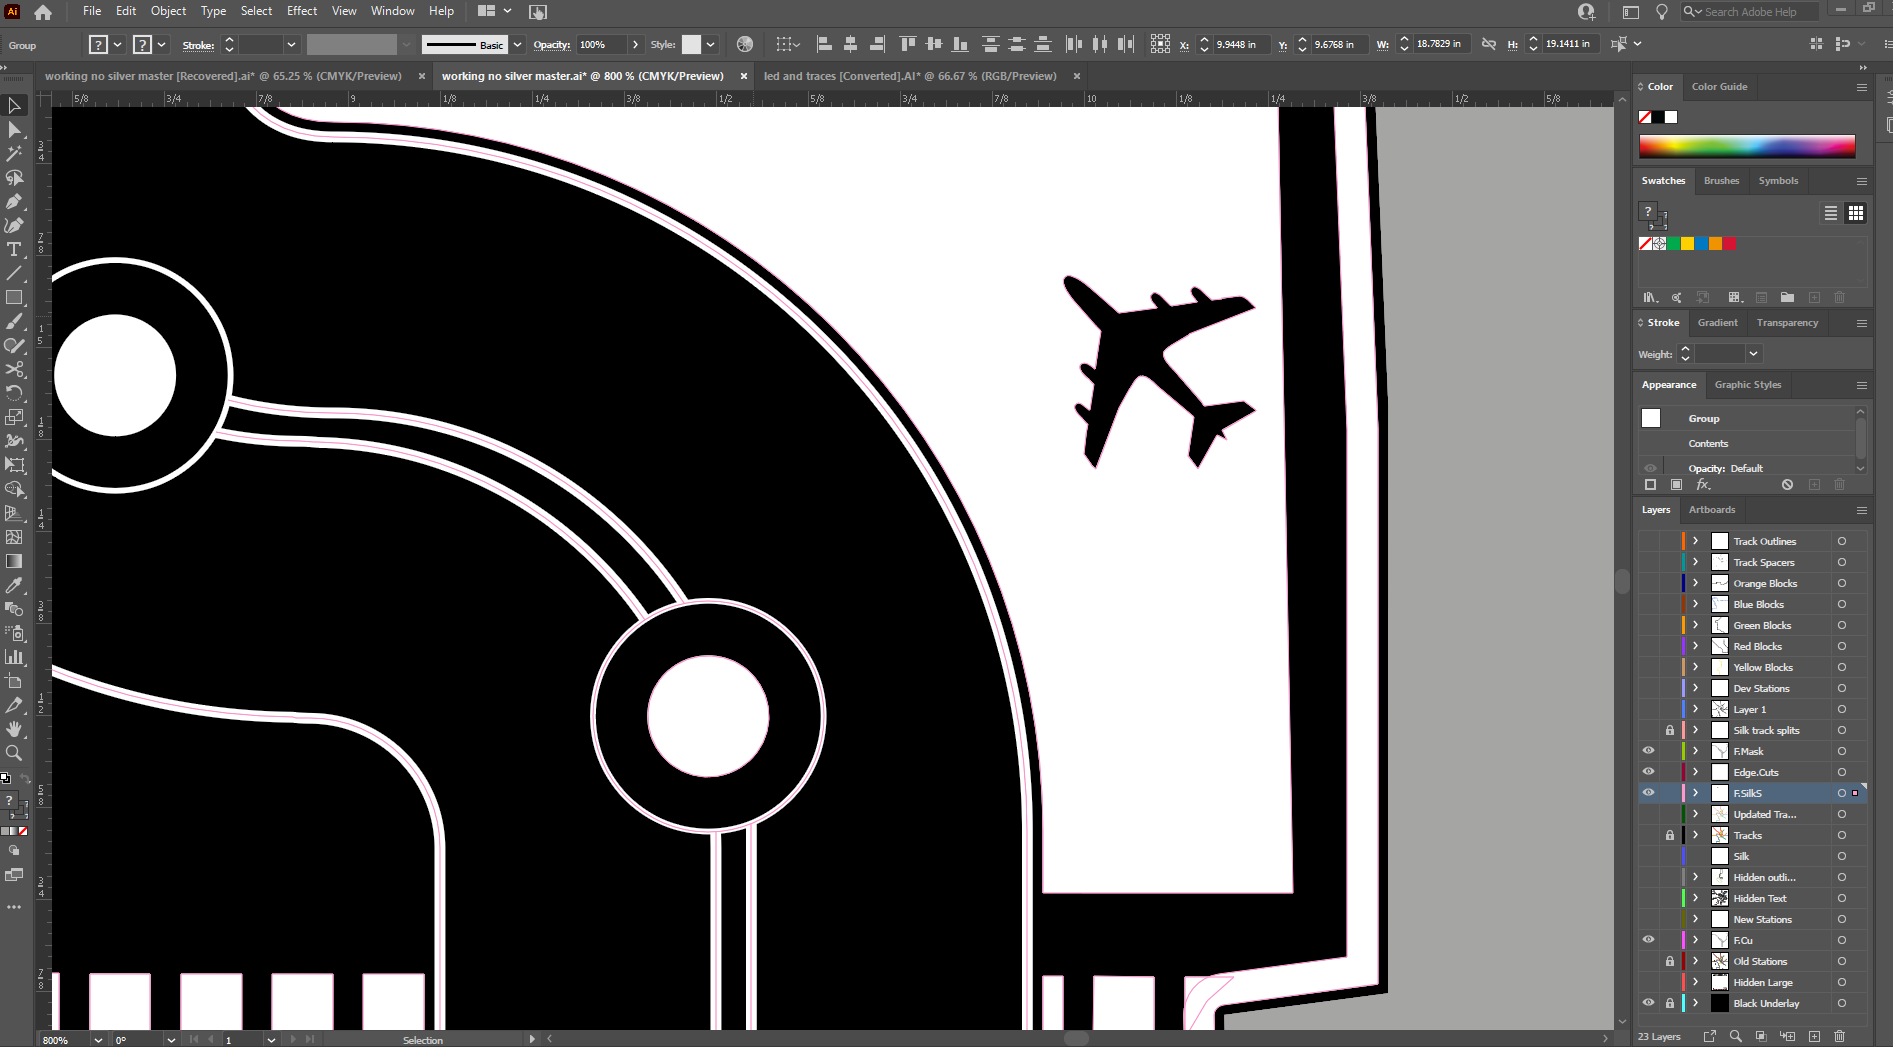 Ai File Edit Object Type Select Effect View Window Help Search Adobe Help
Group ? ? Stroke: Basic Opacity: 100% Style: X: 9.9448 in Y: 9.6768 in W: 18.7829 in H: 19.1411 in
working no silver master [Recovered].ai* @ 65.25 % (CMYK/Preview) × working no silver master.ai* @ 800 % (CMYK/Preview) × led and traces [Converted].AI* @ 66.67 % (RGB/Preview) ×
5/8 3/4 7/8 9 1/8 1/4 3/8 1/2 5/8 3/4 7/8 10 1/8 1/4 3/8 1/2 5/8
Color Color Guide
Swatches Brushes Symbols
?
Stroke Gradient Transparency
Weight:
Appearance Graphic Styles
Group
Contents
Opacity: Default
fx.
Layers Artboards
Track Outlines
Track Spacers
Orange Blocks
Blue Blocks
Green Blocks
Red Blocks
Yellow Blocks
Dev Stations
Layer 1
Silk track splits
F.Mask
Edge.Cuts
F.SilkS
Updated Tra...
Tracks
Silk
Hidden outli...
Hidden Text
New Stations
F.Cu
Old Stations
Hidden Large
Black Underlay
23 Layers
800% 0° 1 Selection